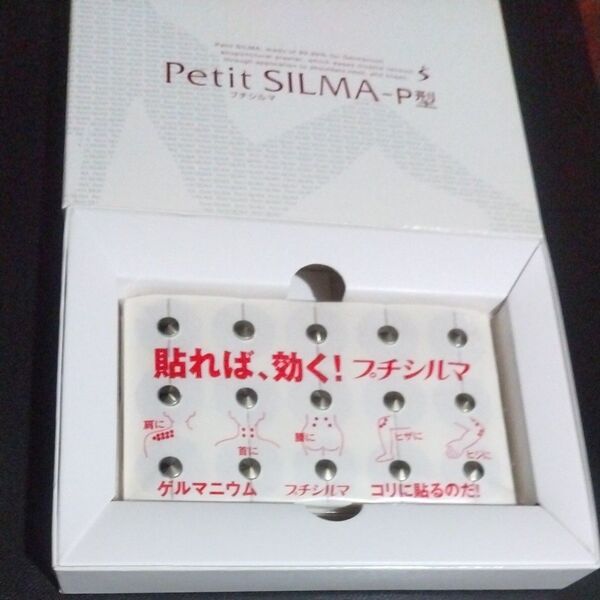 Petit SILMA-P型
プチシルマ
貼れば、効く! プチシルマ
肩に
首に
腰に
ヒザに
ヒジに
ゲルマニウム プチシルマ コリに貼るのだ!